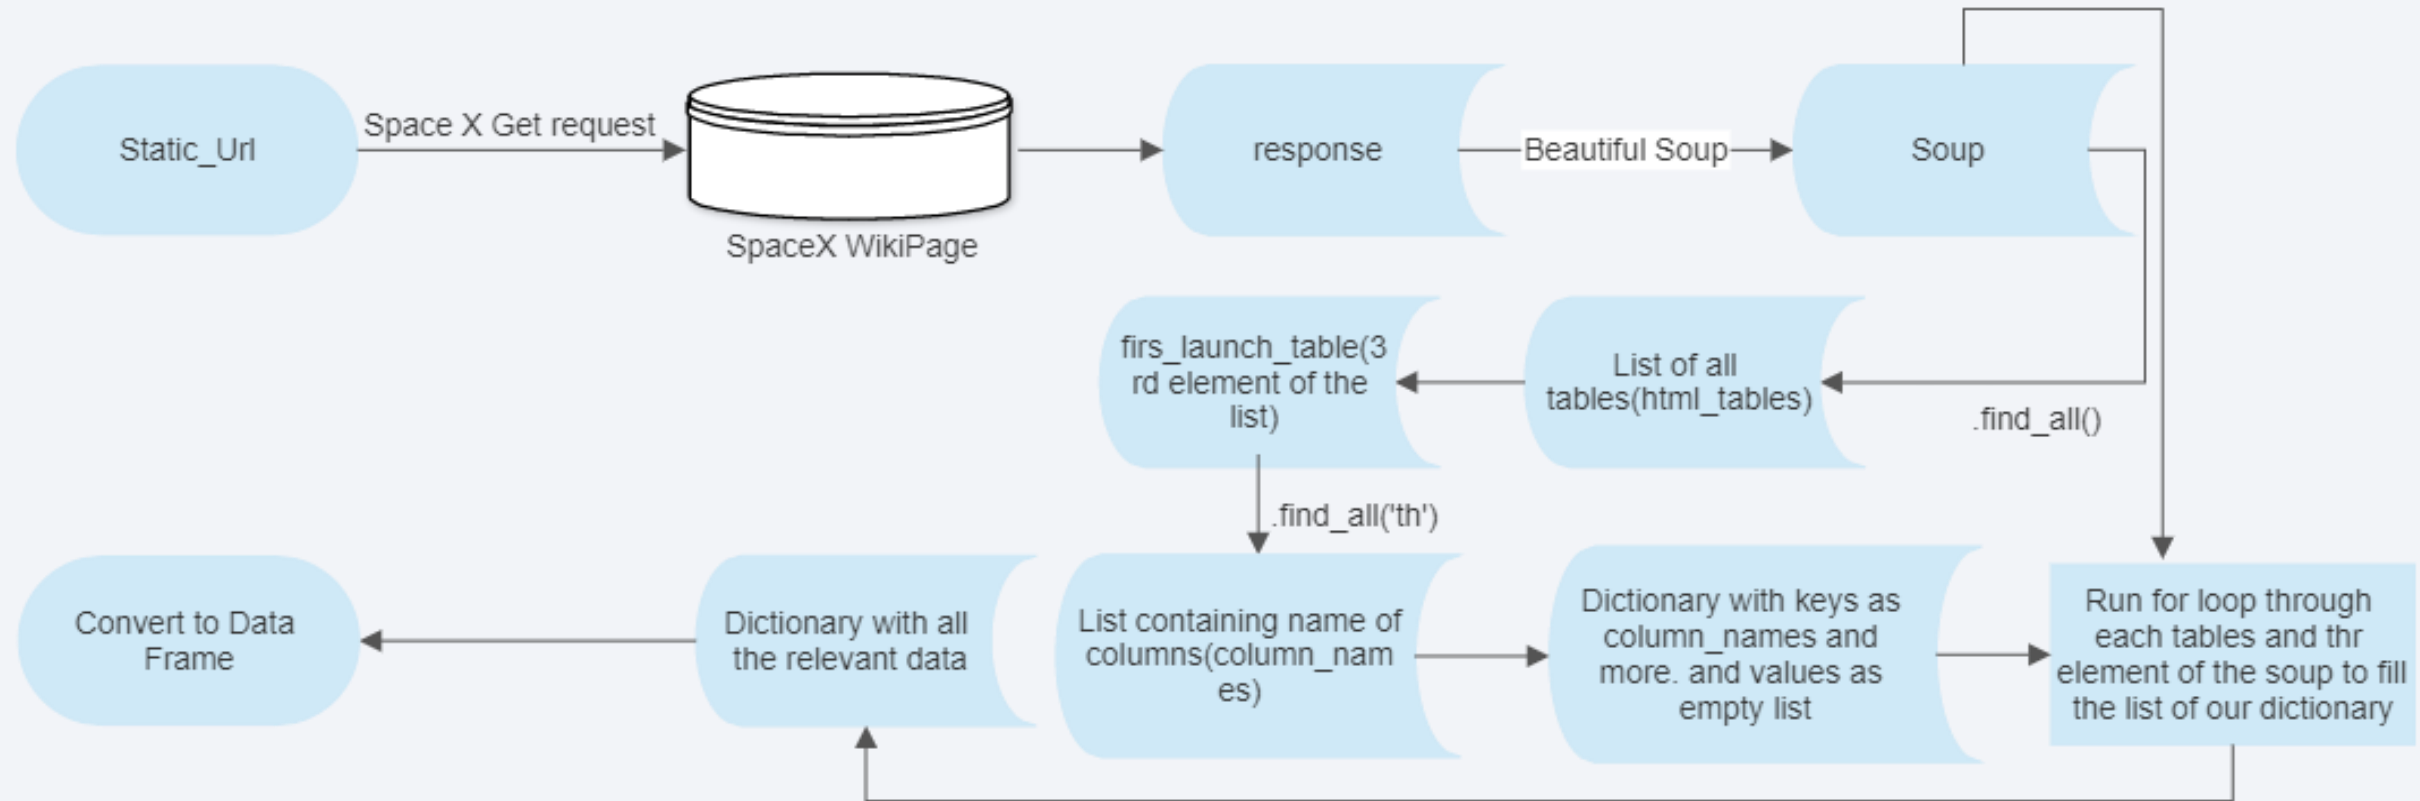 Static_Url
Space X Get request
SpaceX WikiPage
response
Beautiful Soup
Soup
.find_all()
List of all
tables(html_tables)
firs_launch_table(3
rd element of the
list)
.find_all('th')
List containing name of
columns(column_nam
es)
Dictionary with keys as
column_names and
more. and values as
empty list
Run for loop through
each tables and thr
element of the soup to fill
the list of our dictionary
Dictionary with all
the relevant data
Convert to Data
Frame